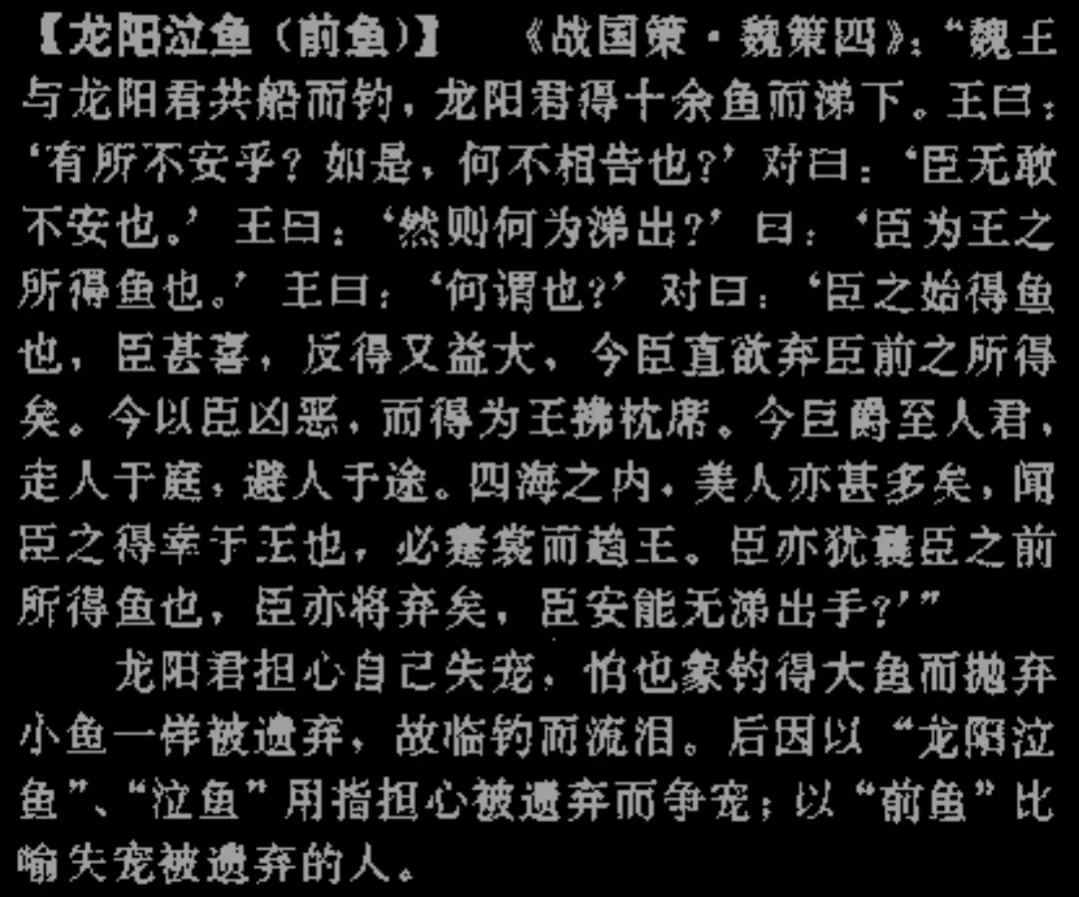 【龙阳泣鱼（前鱼）】　《战国策·魏策四》：“魏王
与龙阳君共船而钓，龙阳君得十余鱼而涕下。王曰：
‘有所不安乎？如是，何不相告也？’对曰：‘臣无敢
不安也。’王曰：‘然则何为涕出？’曰：‘臣为王之
所得鱼也。’王曰：‘何谓也？’对曰：‘臣之始得鱼
也，臣甚喜，后得又益大，今臣直欲弃臣前之所得
矣。今以臣凶恶，而得为王拂枕席。今臣爵至人君，
走人于庭，避人于途。四海之内，美人亦甚多矣，闻
臣之得幸于王也，必褰裳而趋王。臣亦犹曩臣之前
所得鱼也，臣亦将弃矣，臣安能无涕出乎？’”
龙阳君担心自己失宠，怕也象钓得大鱼而抛弃
小鱼一样被遗弃，故临钓而流泪。后因以“龙阳泣
鱼”、“泣鱼”用指担心被遗弃而争宠；以“前鱼”比
喻失宠被遗弃的人。